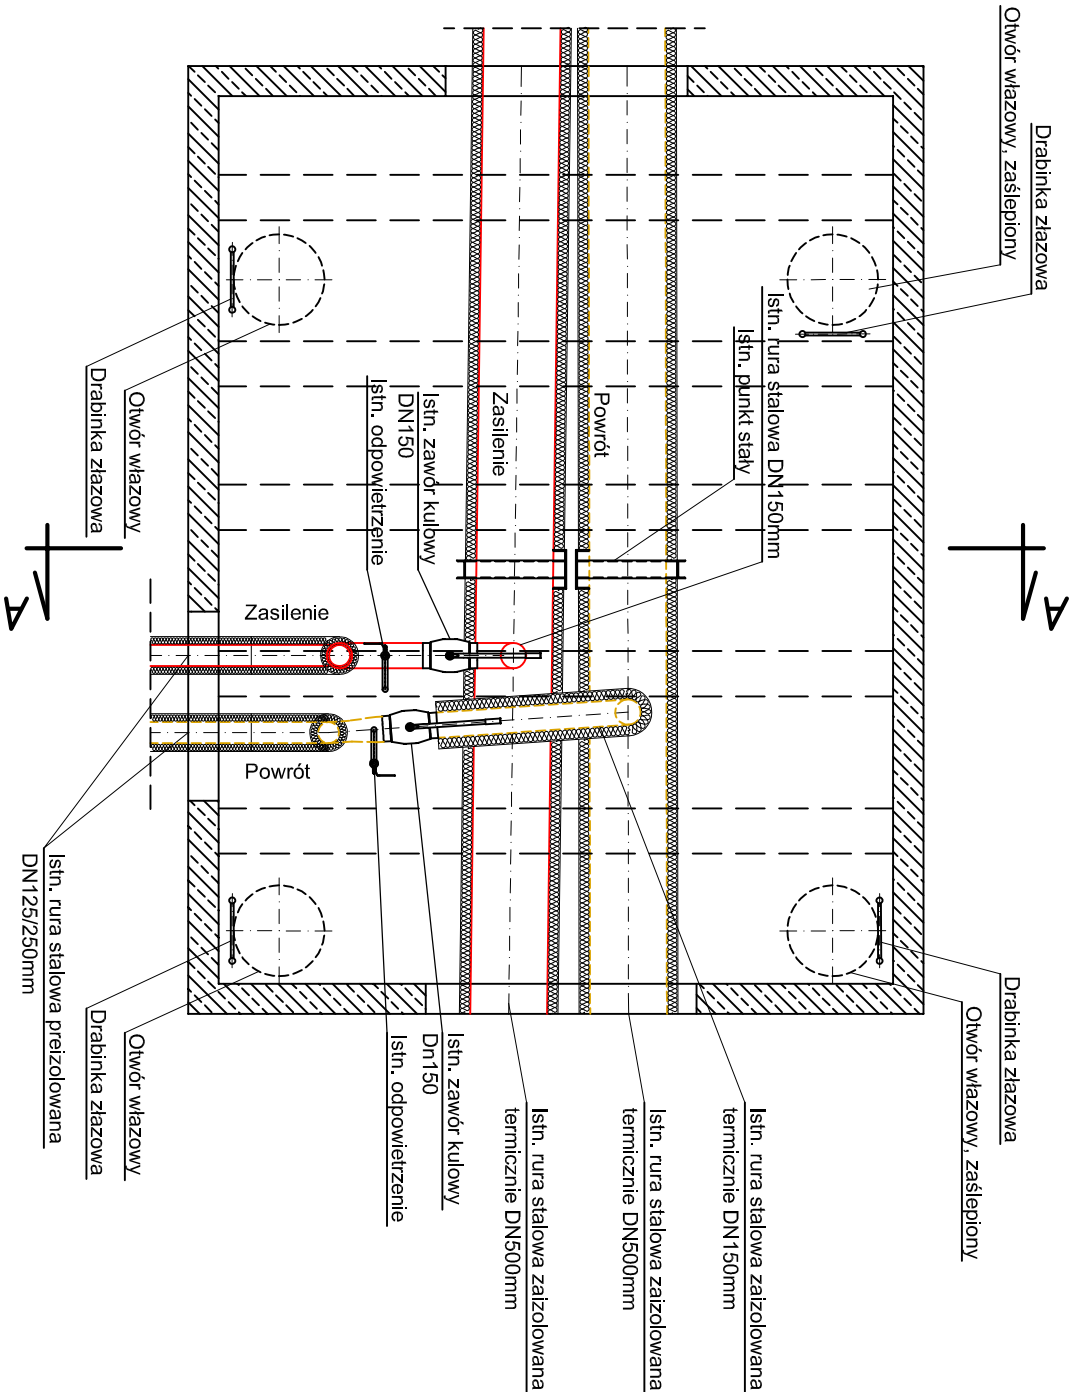 Otwór włazowy, zaślepiony
Drabinka złazowa
Istn. rura stalowa DN150mm
Istn. punkt stały
Powrót
Zasilenie
Istn. zawór kulowy
DN150
Istn. odpowietrzenie
Otwór włazowy
Drabinka złazowa
A
A
Zasilenie
Powrót
Istn. rura stalowa preizolowana
DN125/250mm
Otwór włazowy
Drabinka złazowa
Istn. zawór kulowy
Dn150
Istn. odpowietrzenie
Istn. rura stalowa zaizolowana
termicznie DN500mm
Istn. rura stalowa zaizolowana
termicznie DN500mm
Istn. rura stalowa zaizolowana
termicznie DN150mm
Drabinka złazowa
Otwór włazowy, zaślepiony